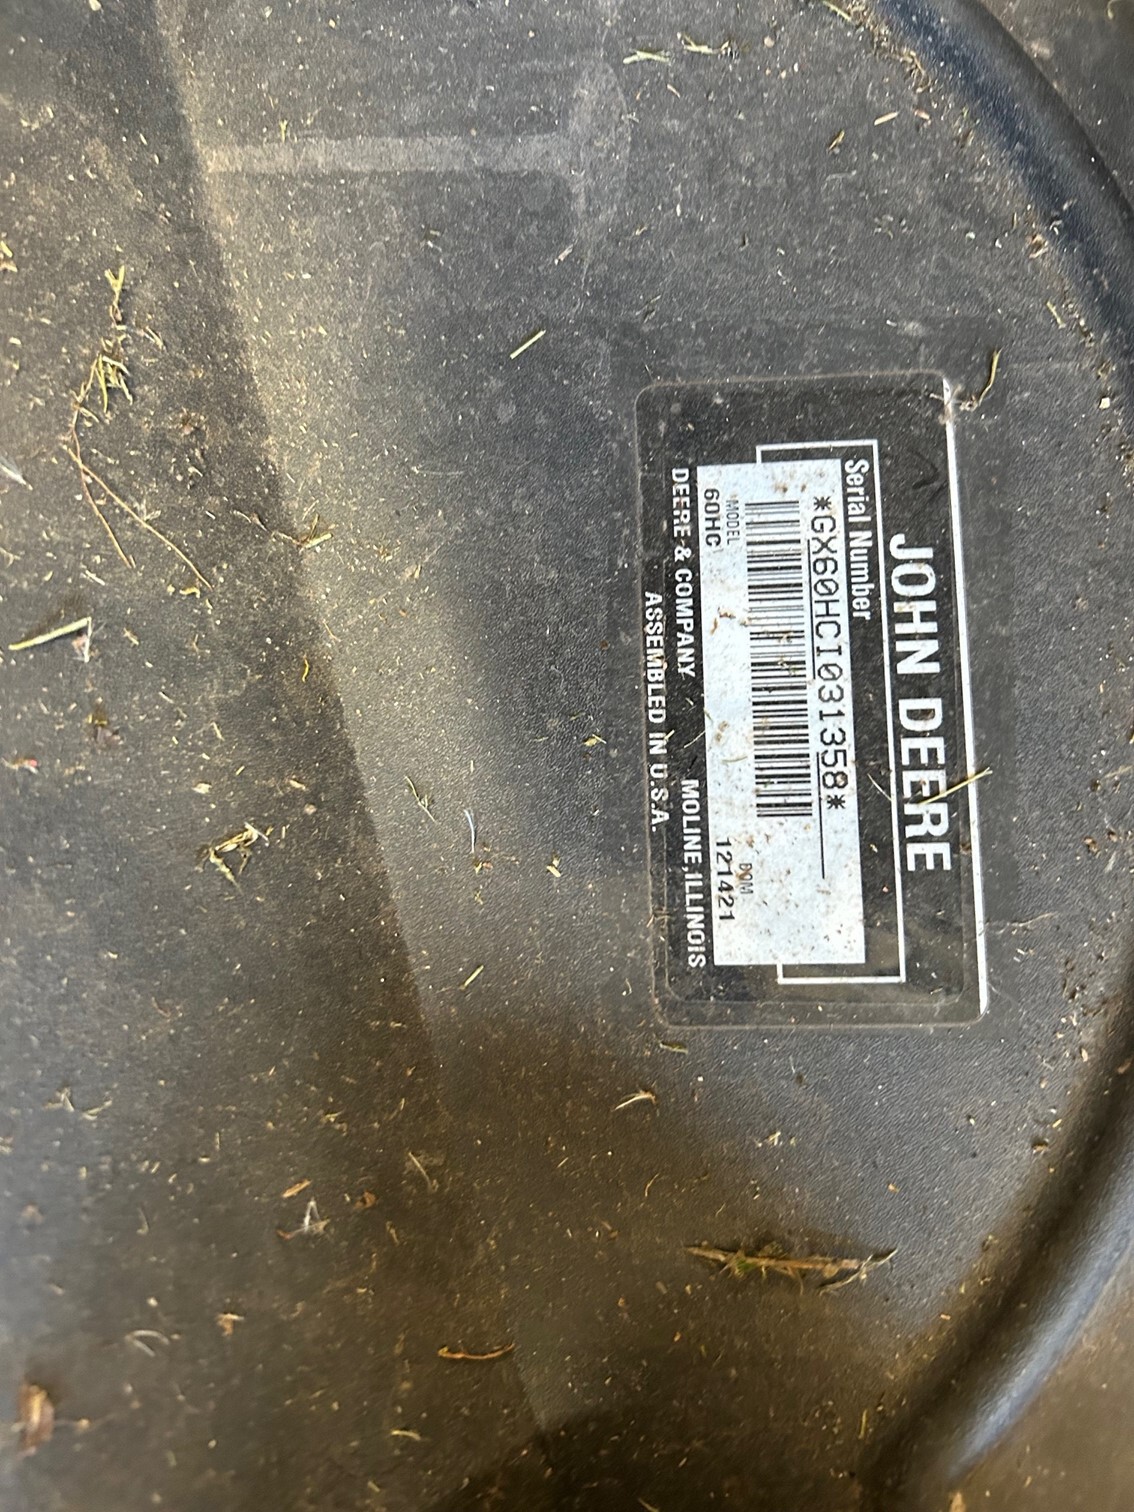 JOHN DEERE
Serial Number
*GX60HCI031358*
MODEL
60HC
DOM
121421
DEERE & COMPANY MOLINE, ILLINOIS
ASSEMBLED IN U.S.A.